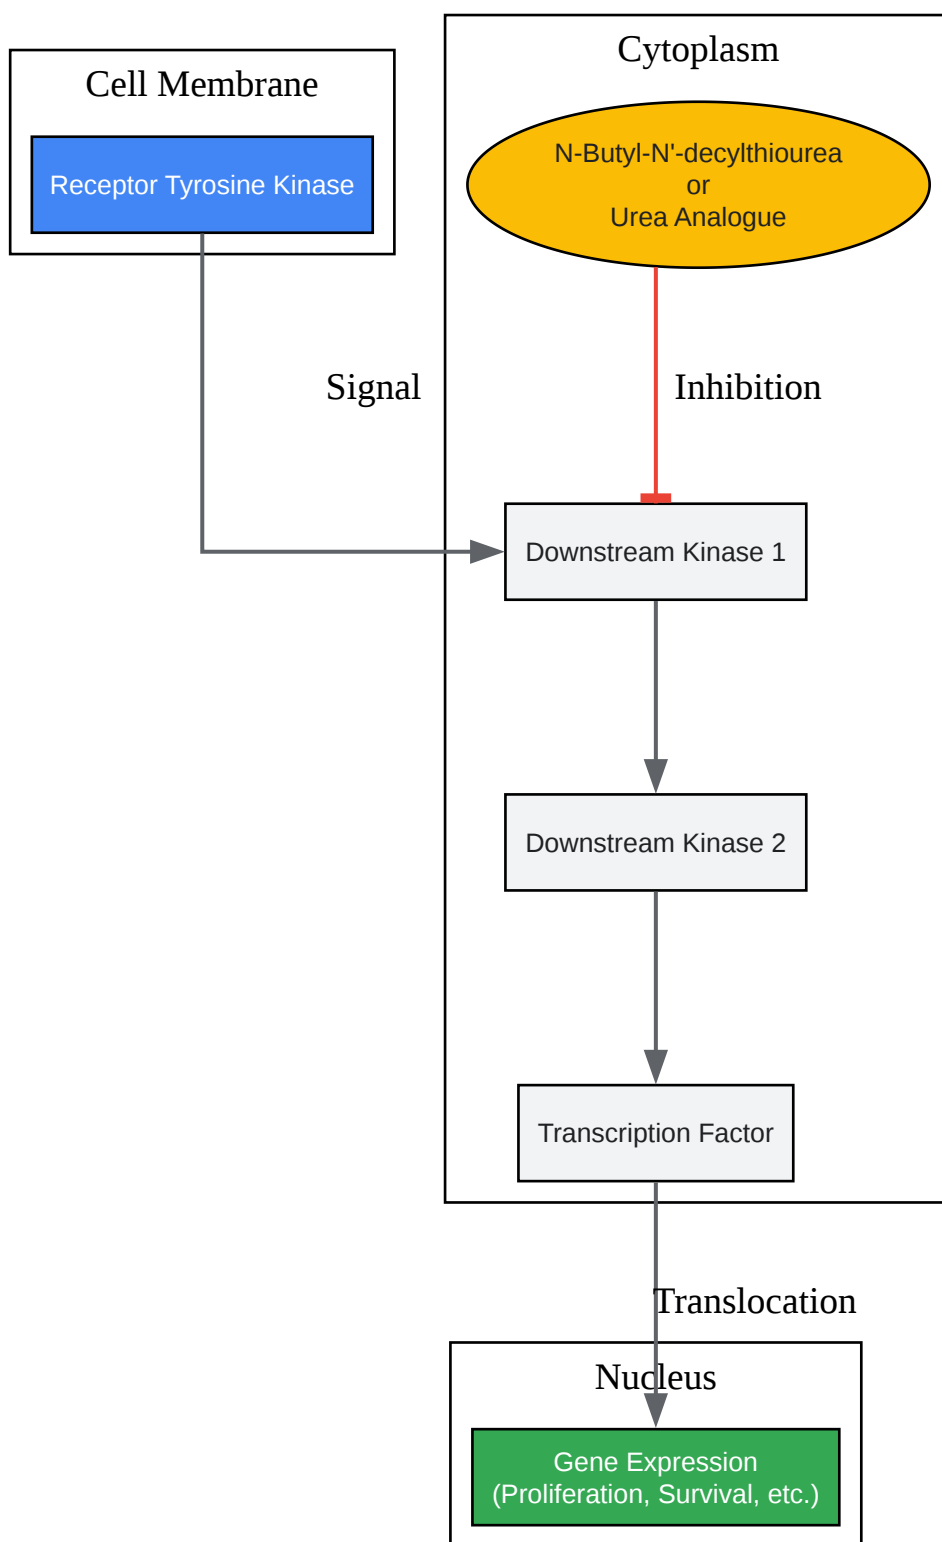 Cytoplasm
Cell Membrane
N-Butyl-N'-decylthiourea
or
Urea Analogue
Receptor Tyrosine Kinase
Signal
Inhibition
Downstream Kinase 1
Downstream Kinase 2
Transcription Factor
Translocation
Nucleus
Gene Expression
(Proliferation, Survival, etc.)